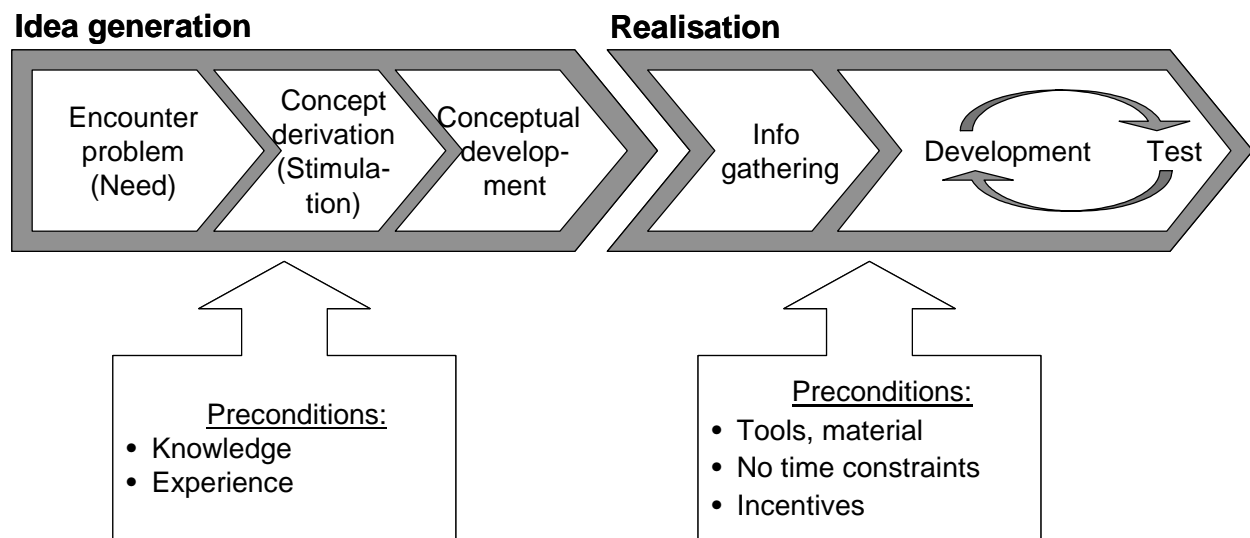 Idea generation
Encounter
problem
(Need)
Concept
derivation
(Stimula-
tion)
Conceptual
develop-
ment
Preconditions:
• Knowledge
• Experience
Realisation
Info
gathering
Development
Test
Preconditions:
• Tools, material
• No time constraints
• Incentives